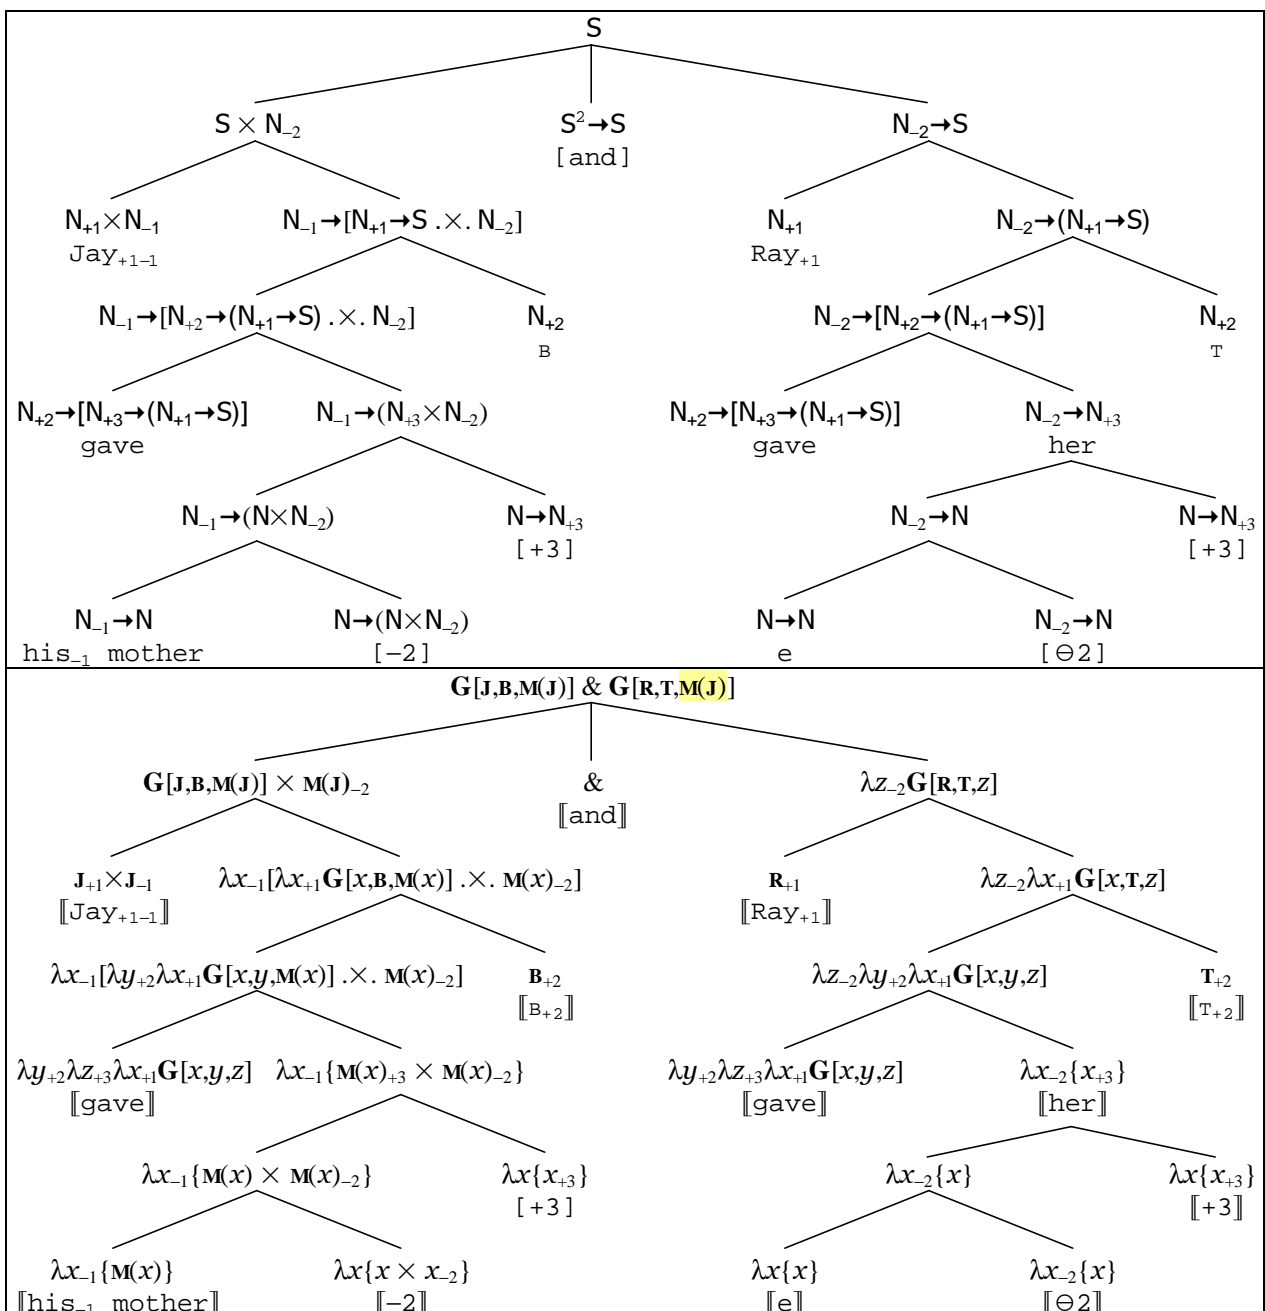 S
S × N₋₂ S²→S N₋₂→S
[and]
N₊₁×N₋₁ N₋₁→[N₊₁→S .×. N₋₂] N₊₁ N₋₂→(N₊₁→S)
Jay₊₁₋₁ Ray₊₁
N₋₁→[N₊₂→(N₊₁→S) .×. N₋₂] N₊₂ N₋₂→[N₊₂→(N₊₁→S)] N₊₂
B T
N₊₂→[N₊₃→(N₊₁→S)] N₋₁→(N₊₃×N₋₂) N₊₂→[N₊₃→(N₊₁→S)] N₋₂→N₊₃
gave gave her
N₋₁→(N×N₋₂) N→N₊₃ N₋₂→N N→N₊₃
[+3] [+3]
N₋₁→N N→(N×N₋₂) N→N N₋₂→N
his₋₁ mother [−2] e [⊖2]
G[J,B,M(J)] & G[R,T,M(J)]
G[J,B,M(J)] × M(J)₋₂ & λz₋₂G[R,T,z]
⟦and⟧
J₊₁×J₋₁ λx₋₁[λx₊₁G[x,B,M(x)] .×. M(x)₋₂] R₊₁ λz₋₂λx₊₁G[x,T,z]
⟦Jay₊₁₋₁⟧ ⟦Ray₊₁⟧
λx₋₁[λy₊₂λx₊₁G[x,y,M(x)] .×. M(x)₋₂] B₊₂ λz₋₂λy₊₂λx₊₁G[x,y,z] T₊₂
⟦B₊₂⟧ ⟦T₊₂⟧
λy₊₂λz₊₃λx₊₁G[x,y,z] λx₋₁{M(x)₊₃ × M(x)₋₂} λy₊₂λz₊₃λx₊₁G[x,y,z] λx₋₂{x₊₃}
⟦gave⟧ ⟦gave⟧ ⟦her⟧
λx₋₁{M(x) × M(x)₋₂} λx{x₊₃} λx₋₂{x} λx{x₊₃}
[+3] ⟦+3⟧
λx₋₁{M(x)} λx{x × x₋₂} λx{x} λx₋₂{x}
⟦his₋₁ mother⟧ ⟦−2⟧ ⟦e⟧ ⟦⊖2⟧